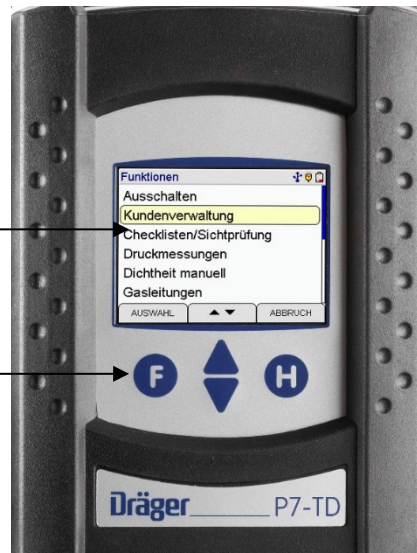 Funktionen
Ausschalten
Kundenverwaltung
Checklisten/Sichtprüfung
Druckmessungen
Dichtheit manuell
Gasleitungen
AUSWAHL ABBRUCH
F H
Dräger P7-TD